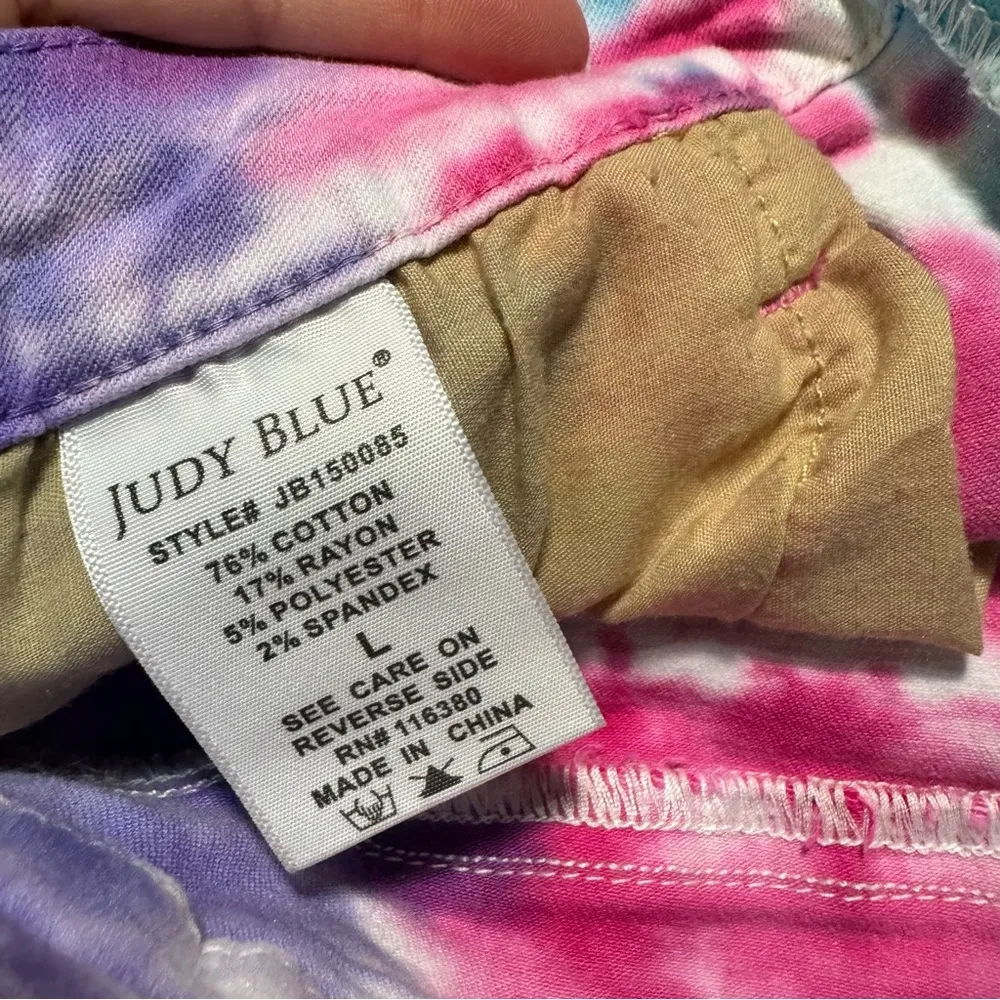 JUDY BLUE®
STYLE# JB150085
76% COTTON
17% RAYON
5% POLYESTER
2% SPANDEX
L
SEE CARE ON
REVERSE SIDE
RN# 116380
MADE IN CHINA